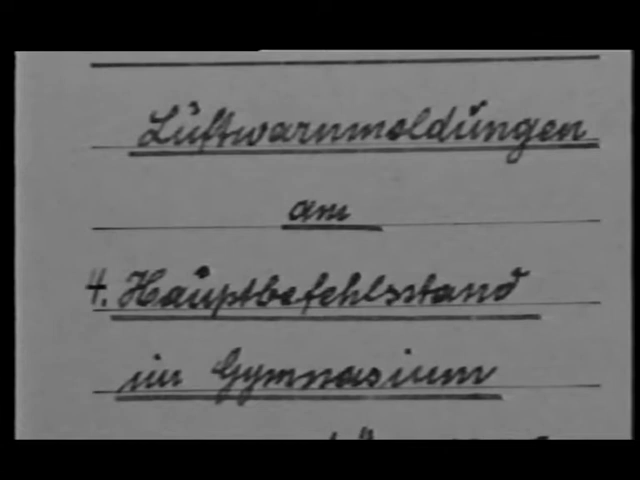 Luftwarnmeldungen
am
4. Hauptbefehlsstand
im Gymnasium